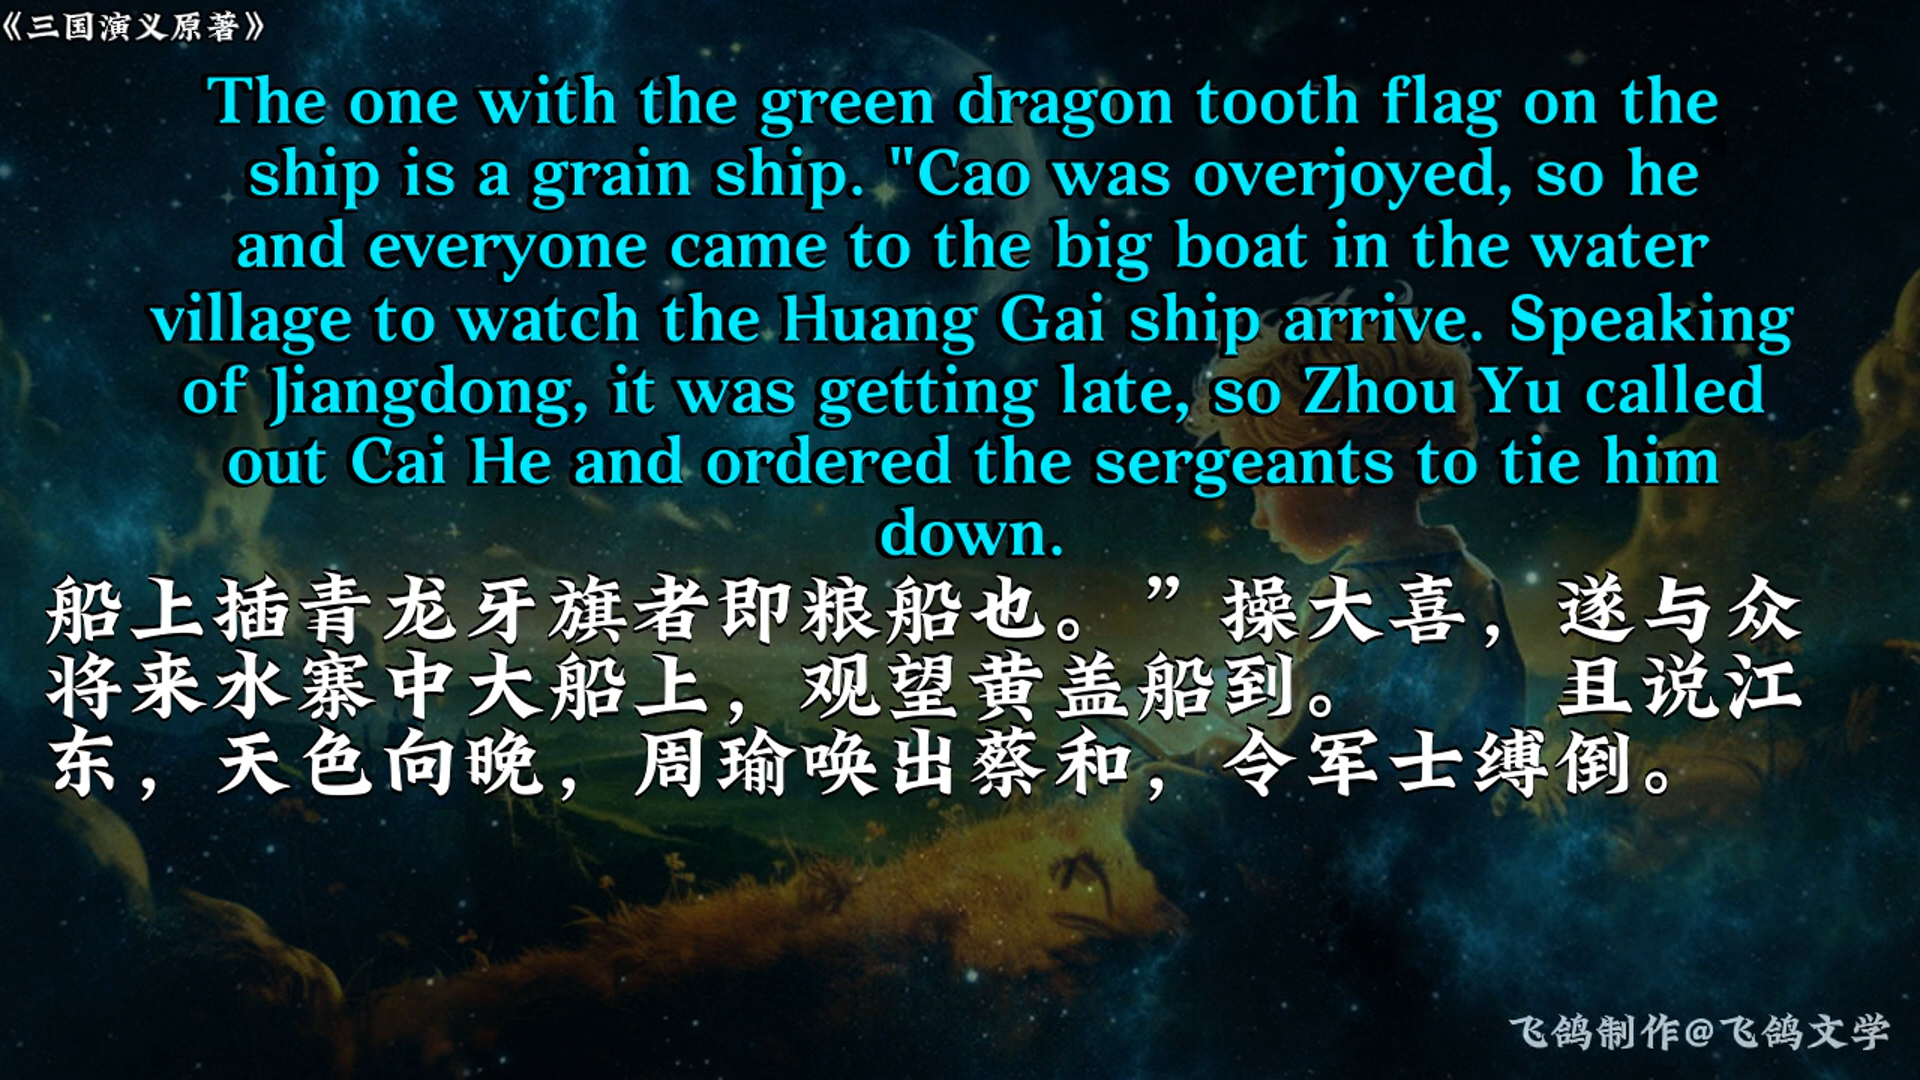 《三国演义原著》
The one with the green dragon tooth flag on the
ship is a grain ship. "Cao was overjoyed, so he
and everyone came to the big boat in the water
village to watch the Huang Gai ship arrive. Speaking
of Jiangdong, it was getting late, so Zhou Yu called
out Cai He and ordered the sergeants to tie him
down.
船上插青龙牙旗者即粮船也。”操大喜，遂与众
将来水寨中大船上，观望黄盖船到。　　且说江
东，天色向晚，周瑜唤出蔡和，令军士缚倒。
飞鸽制作@飞鸽文学